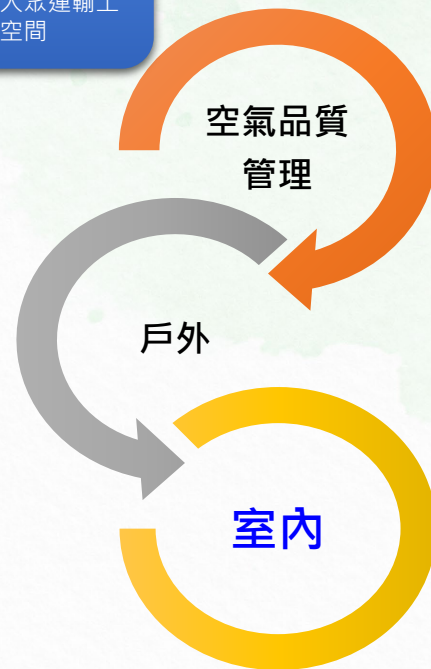 大眾運輸工
空間
空氣品質
管理
戶外
室內